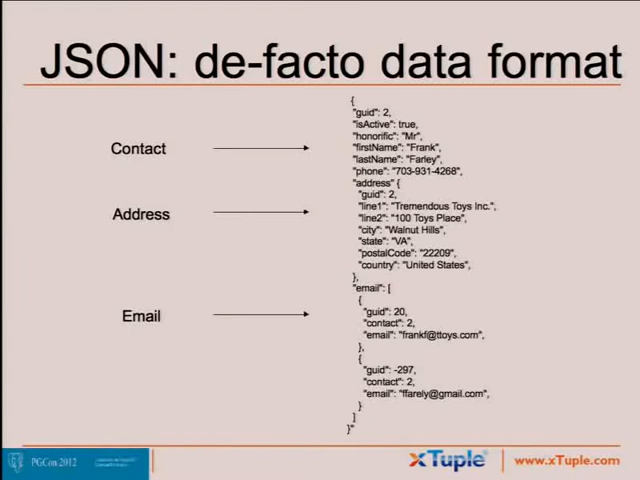 JSON: de-facto data format
Contact
Address
Email
{
"guid": 2,
"isActive": true,
"honorific": "Mr",
"firstName": "Frank",
"lastName": "Farley",
"phone": "703-931-4268",
"address" {
"guid": 2,
"line1": "Tremendous Toys Inc.",
"line2": "100 Toys Place",
"city": "Walnut Hills",
"state": "VA",
"postalCode": "22209",
"country": "United States",
},
"email": [
{
"guid": 20,
"contact": 2,
"email": "frankf@ttoys.com",
},
{
"guid": -297,
"contact": 2,
"email": "ffarely@gmail.com",
}
]
}"
PGCon 2012
xTuple
www.xTuple.com